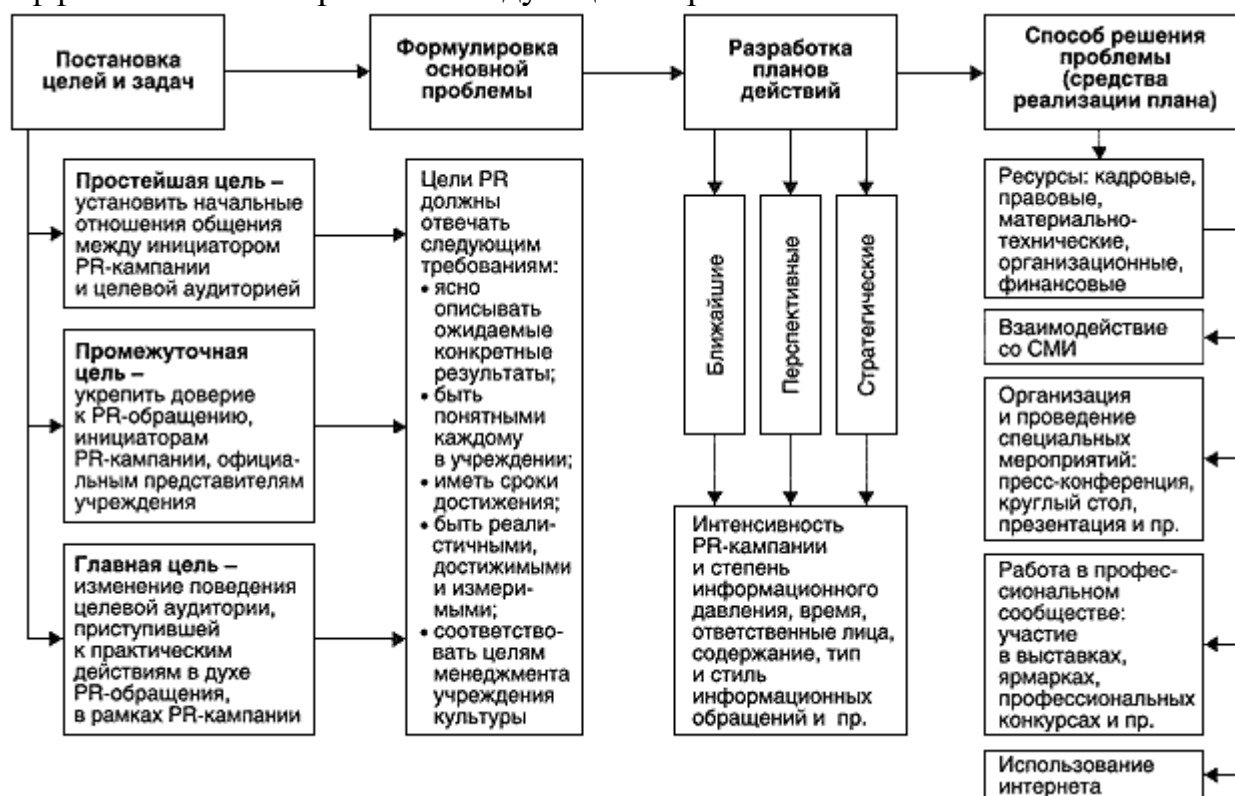 Постановка
целей и задач
Формулировка
основной
проблемы
Разработка
планов
действий
Способ решения
проблемы
(средства
реализации плана)
Простейшая цель –
установить начальные
отношения общения
между инициатором
PR-кампании
и целевой аудиторией
Промежуточная
цель –
укрепить доверие
к PR-обращению,
инициаторам
PR-кампании, официа-
льным представителям
учреждения
Главная цель –
изменение поведения
целевой аудитории,
приступившей
к практическим
действиям в духе
PR-обращения,
в рамках PR-кампании
Цели PR
должны
отвечать
следующим
требованиям:
• ясно
описывать
ожидаемые
конкретные
результаты;
• быть
понятными
каждому
в учреждении;
• иметь сроки
достижения;
• быть реали-
стичными,
достижимыми
и измери-
мыми;
• соответство-
вать целям
менеджмента
учреждения
культуры
Ближайшие
Перспективные
Стратегические
Интенсивность
PR-кампании
и степень
информационного
давления, время,
ответственные лица,
содержание, тип
и стиль
информационных
обращений и пр.
Ресурсы: кадровые,
правовые,
материально-
технические,
организационные,
финансовые
Взаимодействие
со СМИ
Организация
и проведение
специальных
мероприятий:
пресс-конференция,
круглый стол,
презентация и пр.
Работа в профес-
сиональном
сообществе:
участие
в выставках,
ярмарках,
профессиональных
конкурсах и пр.
Использование
интернета